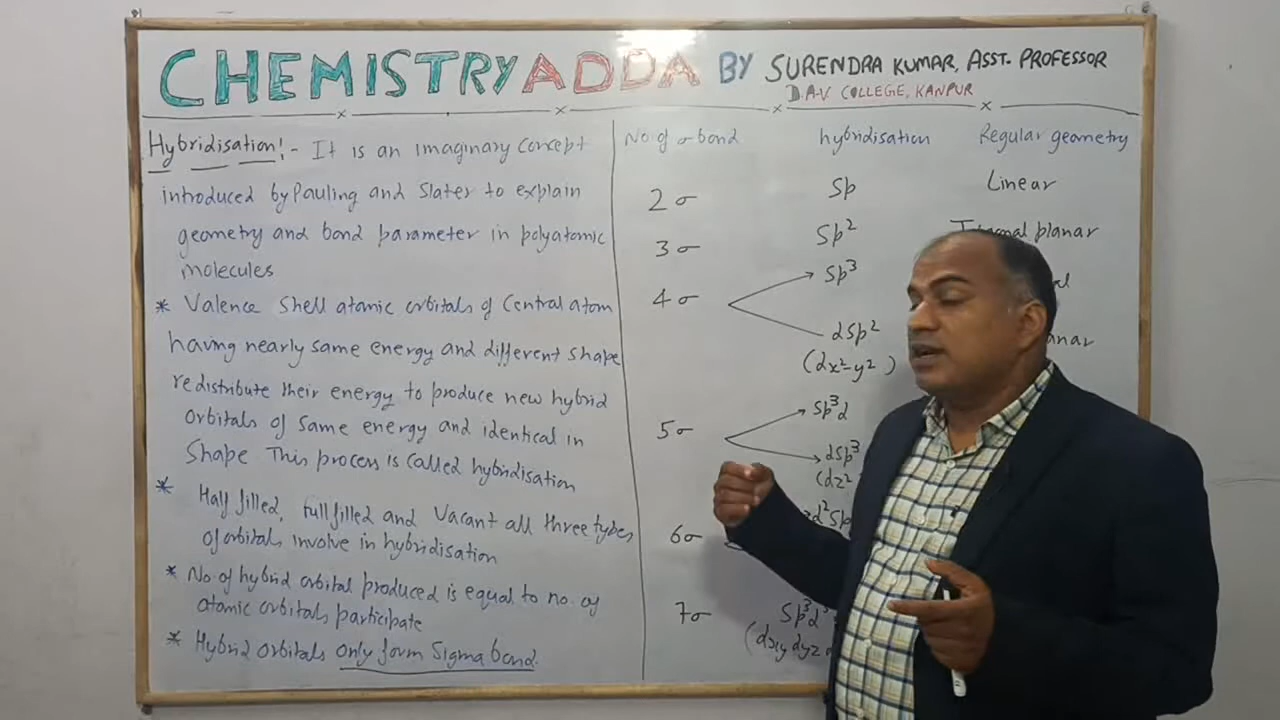 CHEMISTRY ADDA BY SURENDRA KUMAR, ASST. PROFESSOR
D.A.V. COLLEGE, KANPUR
Hybridisation! - It is an imaginary concept
introduced by Pauling and Slater to explain
geometry and bond parameter in polyatomic
molecules
* Valence shell atomic orbitals of Central atom
having nearly same energy and different shape
redistribute their energy to produce new hybrid
orbitals of same energy and identical in
Shape. This process is called hybridisation
* Half filled, full filled and Vacant all three types
of orbitals involve in hybridisation
* No. of hybrid orbital produced is equal to no. of
atomic orbitals participate
* Hybrid orbitals only form Sigma bond.
No. of σ bond hybridisation Regular geometry
2σ sp Linear
3σ sp² planar
4σ sp³
dsp²
(dx²-y²)
5σ sp³d
dsp³
(dz²
6σ
7σ
(dxy dyz